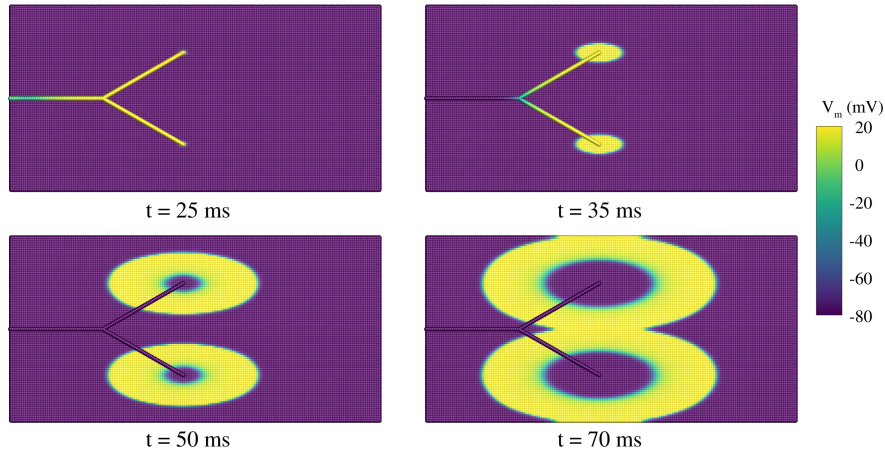 t = 25 ms
t = 35 ms
V_m (mV)
20
0
-20
-40
-60
-80
t = 50 ms
t = 70 ms